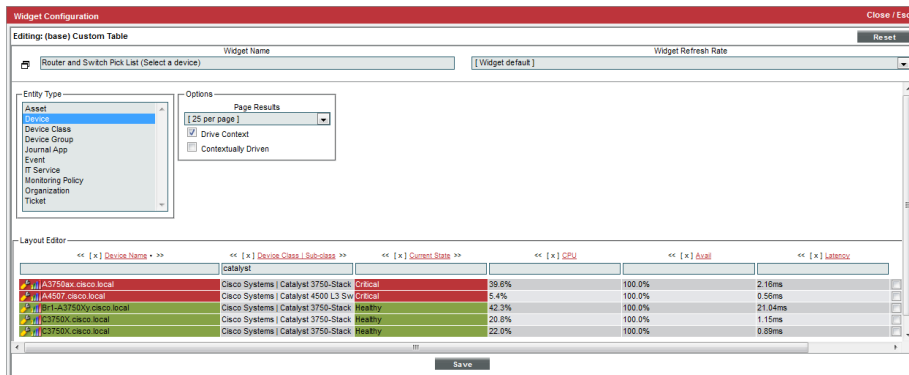 Widget Configuration Close / Esc
Editing: (base) Custom Table Reset
Widget Name Widget Refresh Rate
Router and Switch Pick List (Select a device) [ Widget default ]
Entity Type Options
Asset Page Results
Device [ 25 per page ]
Device Class Drive Context
Device Group Contextually Driven
Journal App
Event
IT Service
Monitoring Policy
Organization
Ticket
Layout Editor
<< [ x ] Device Name • >> << [ x ] Device Class | Sub-class >> << [ x ] Current State >> << [ x ] CPU << [ x ] Avail << [ x ] Latency
catalyst
A3750ax.cisco.local Cisco Systems | Catalyst 3750-Stack Critical 39.6% 100.0% 2.16ms
A4507.cisco.local Cisco Systems | Catalyst 4500 L3 Sw Critical 5.4% 100.0% 0.56ms
Br1-A3750Xy.cisco.local Cisco Systems | Catalyst 3750-Stack Healthy 42.3% 100.0% 21.04ms
C3750X.cisco.local Cisco Systems | Catalyst 3750-Stack Healthy 20.8% 100.0% 1.15ms
C3750X.cisco.local Cisco Systems | Catalyst 3750-Stack Healthy 22.0% 100.0% 0.89ms
Save